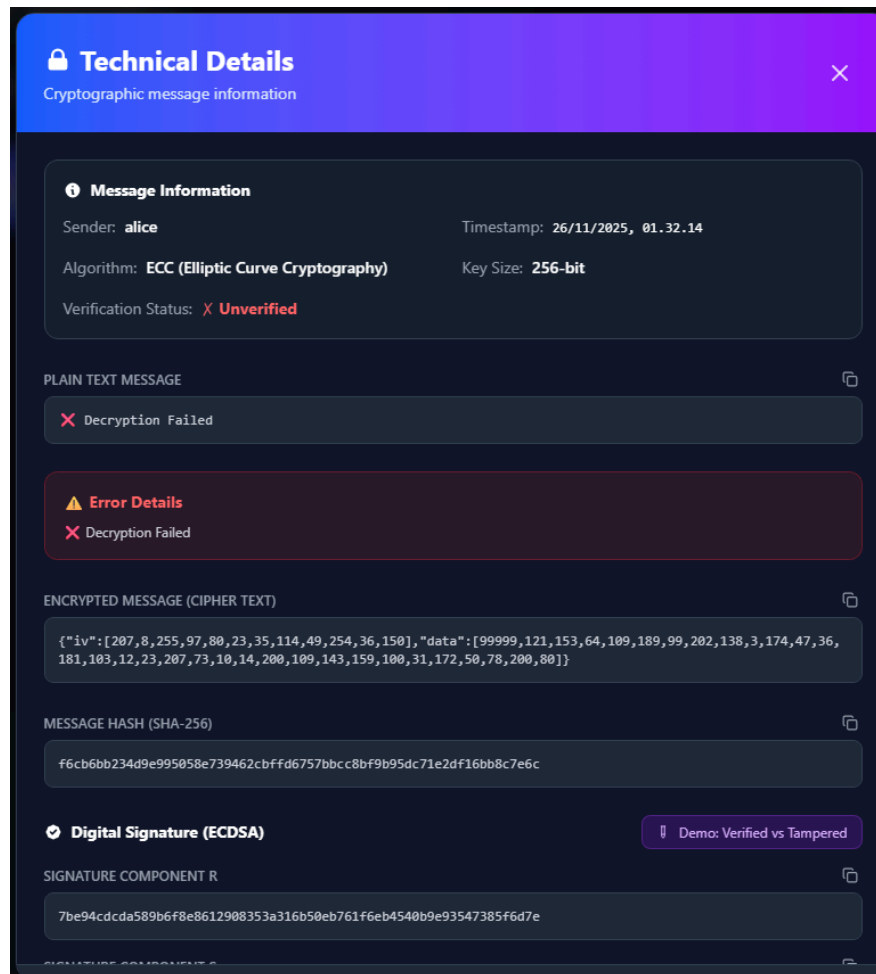 Technical Details
Cryptographic message information
Message Information
Sender: alice
Timestamp: 26/11/2025, 01.32.14
Algorithm: ECC (Elliptic Curve Cryptography)
Key Size: 256-bit
Verification Status: ✗ Unverified
PLAIN TEXT MESSAGE
❌ Decryption Failed
⚠️ Error Details
❌ Decryption Failed
ENCRYPTED MESSAGE (CIPHER TEXT)
{"iv":[207,8,255,97,80,23,35,114,49,254,36,150],"data":[99999,121,153,64,109,189,99,202,138,3,174,47,36,
181,103,12,23,207,73,10,14,200,109,143,159,100,31,172,50,78,200,80]}
MESSAGE HASH (SHA-256)
f6cb6bb234d9e995058e739462cbffd6757bbcc8bf9b95dc71e2df16bb8c7e6c
Digital Signature (ECDSA)
Demo: Verified vs Tampered
SIGNATURE COMPONENT R
7be94cdcda589b6f8e8612908353a316b50eb761f6eb4540b9e93547385f6d7e